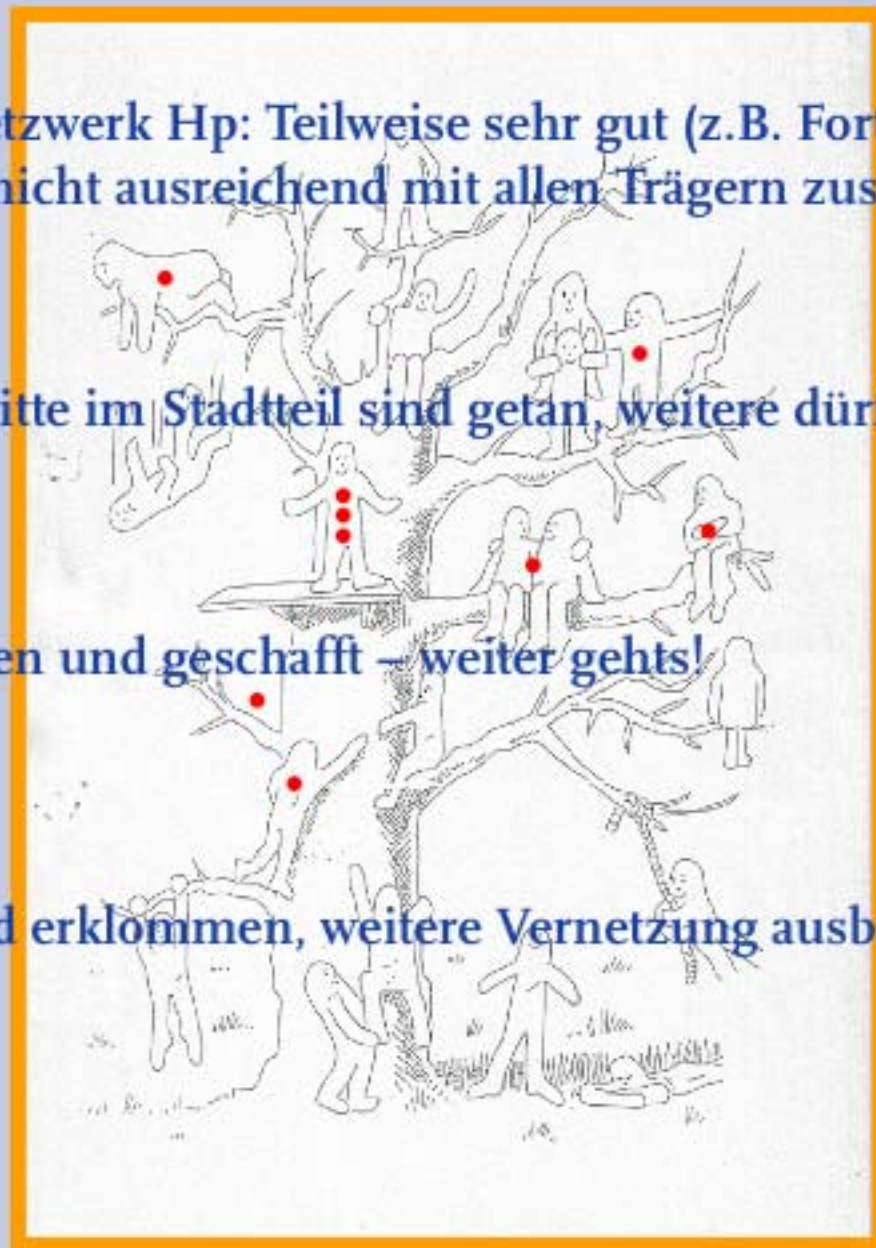 etzwerk Hp: Teilweise sehr gut (z.B. For
nicht ausreichend mit allen Trägern zus
itte im Stadtteil sind getan, weitere dür
en und geschafft – weiter gehts!
d erklommen, weitere Vernetzung ausb